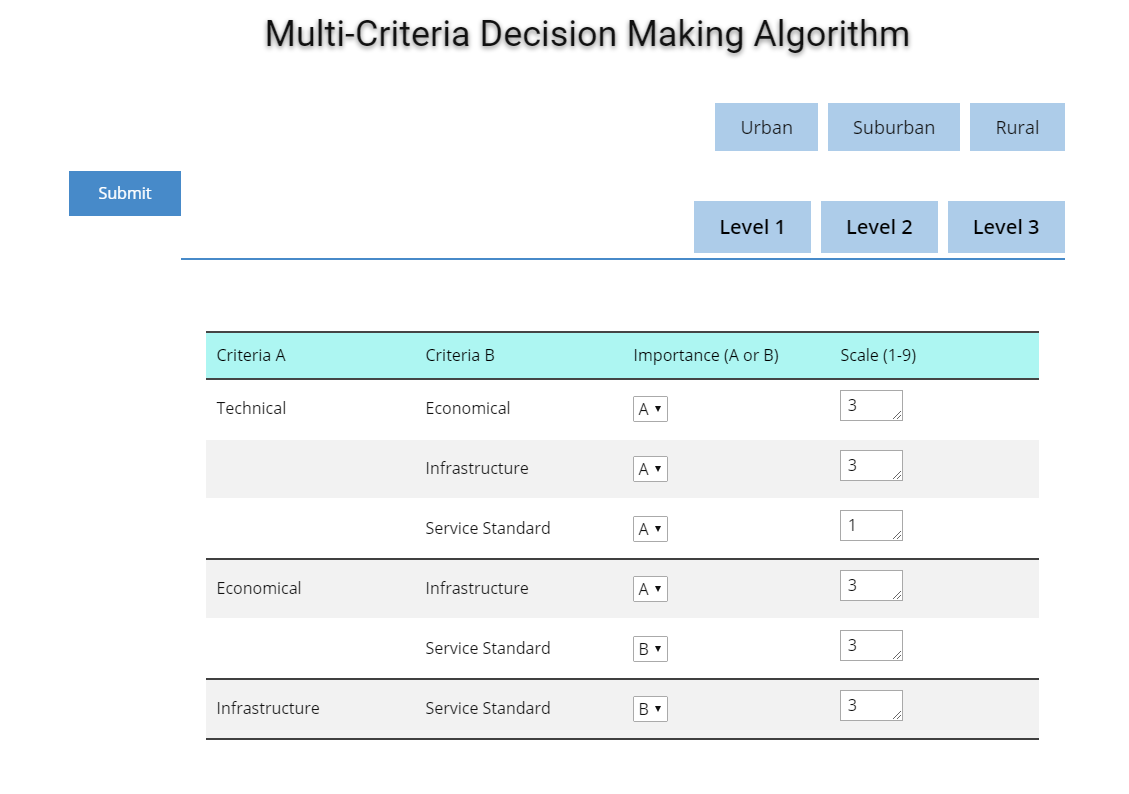 Multi-Criteria Decision Making Algorithm
Urban Suburban Rural
Submit
Level 1 Level 2 Level 3
Criteria A Criteria B Importance (A or B) Scale (1-9)
Technical Economical A 3
Infrastructure A 3
Service Standard A 1
Economical Infrastructure A 3
Service Standard B 3
Infrastructure Service Standard B 3